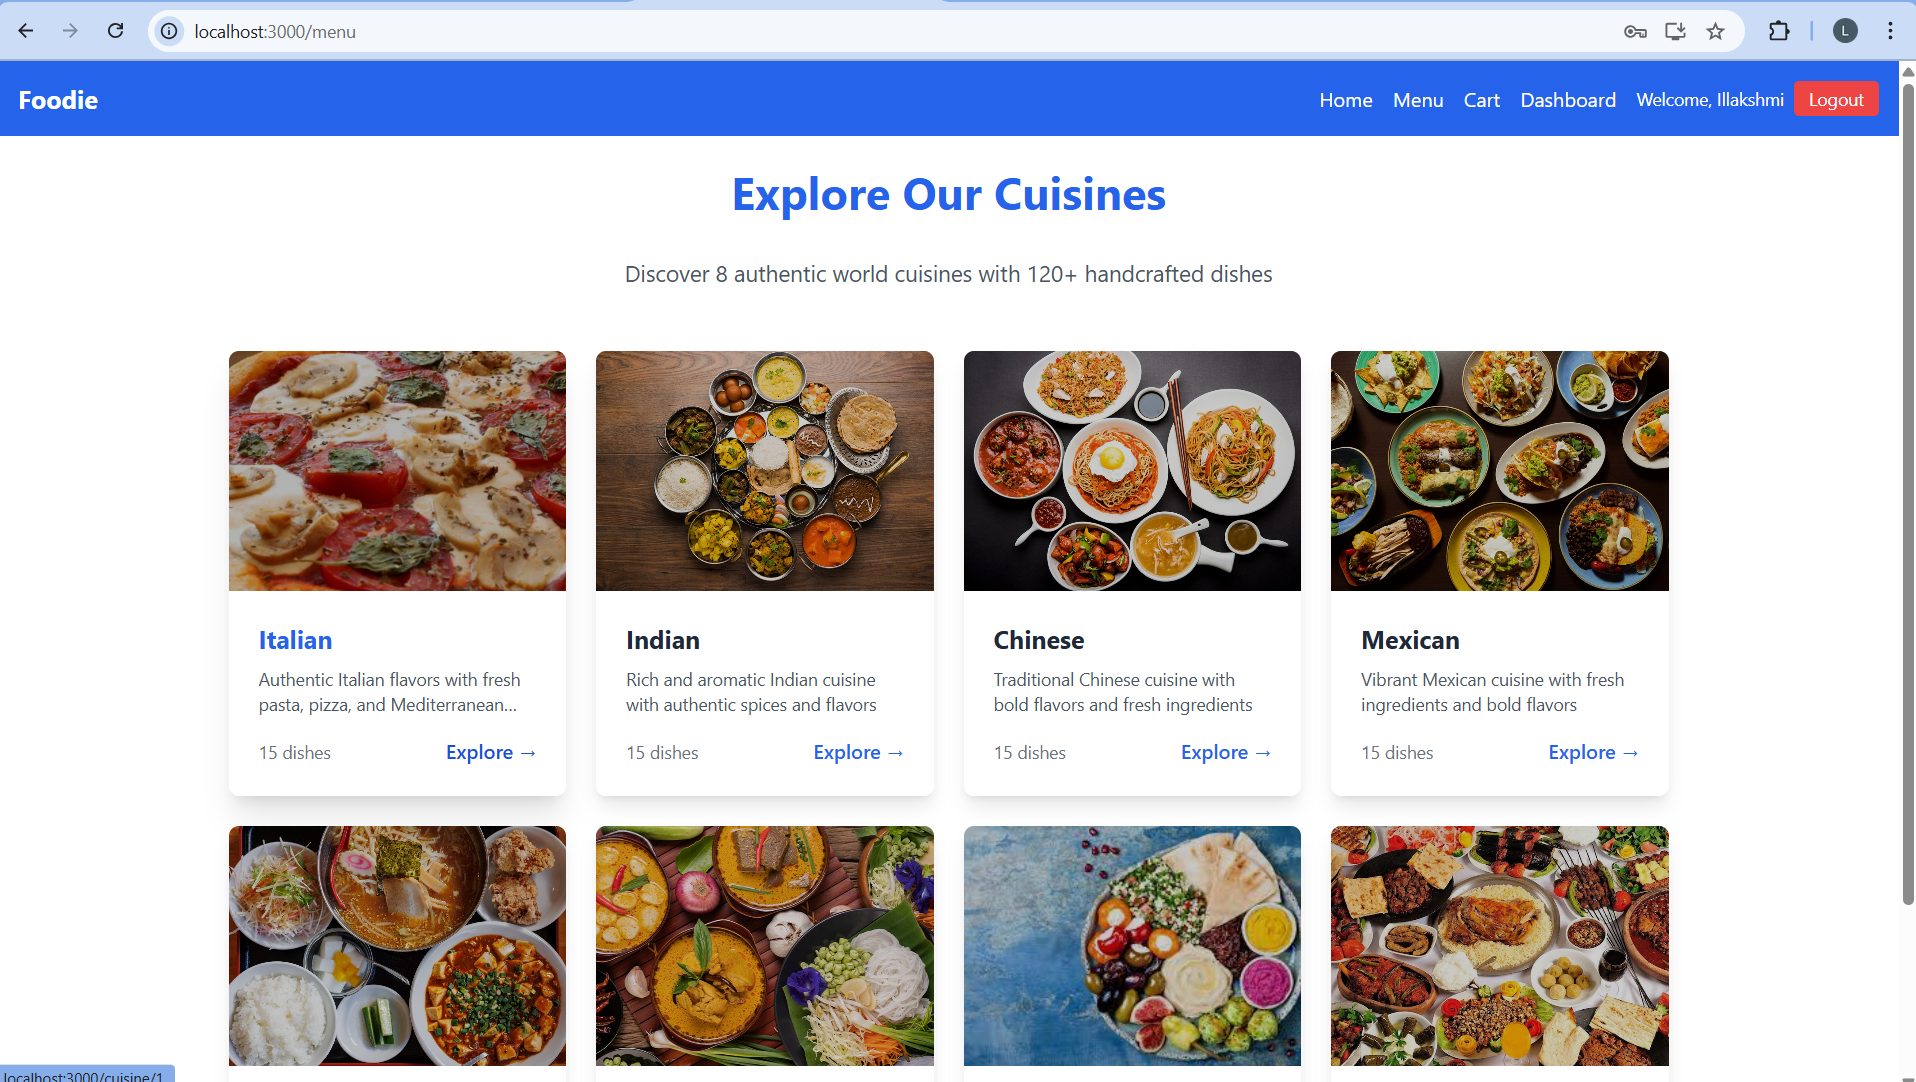 localhost:3000/menu
L
Foodie
Home Menu Cart Dashboard Welcome, Illakshmi Logout
Explore Our Cuisines
Discover 8 authentic world cuisines with 120+ handcrafted dishes
Italian
Authentic Italian flavors with fresh
pasta, pizza, and Mediterranean...
15 dishes Explore →
Indian
Rich and aromatic Indian cuisine
with authentic spices and flavors
15 dishes Explore →
Chinese
Traditional Chinese cuisine with
bold flavors and fresh ingredients
15 dishes Explore →
Mexican
Vibrant Mexican cuisine with fresh
ingredients and bold flavors
15 dishes Explore →
localhost:3000/cuisine/1